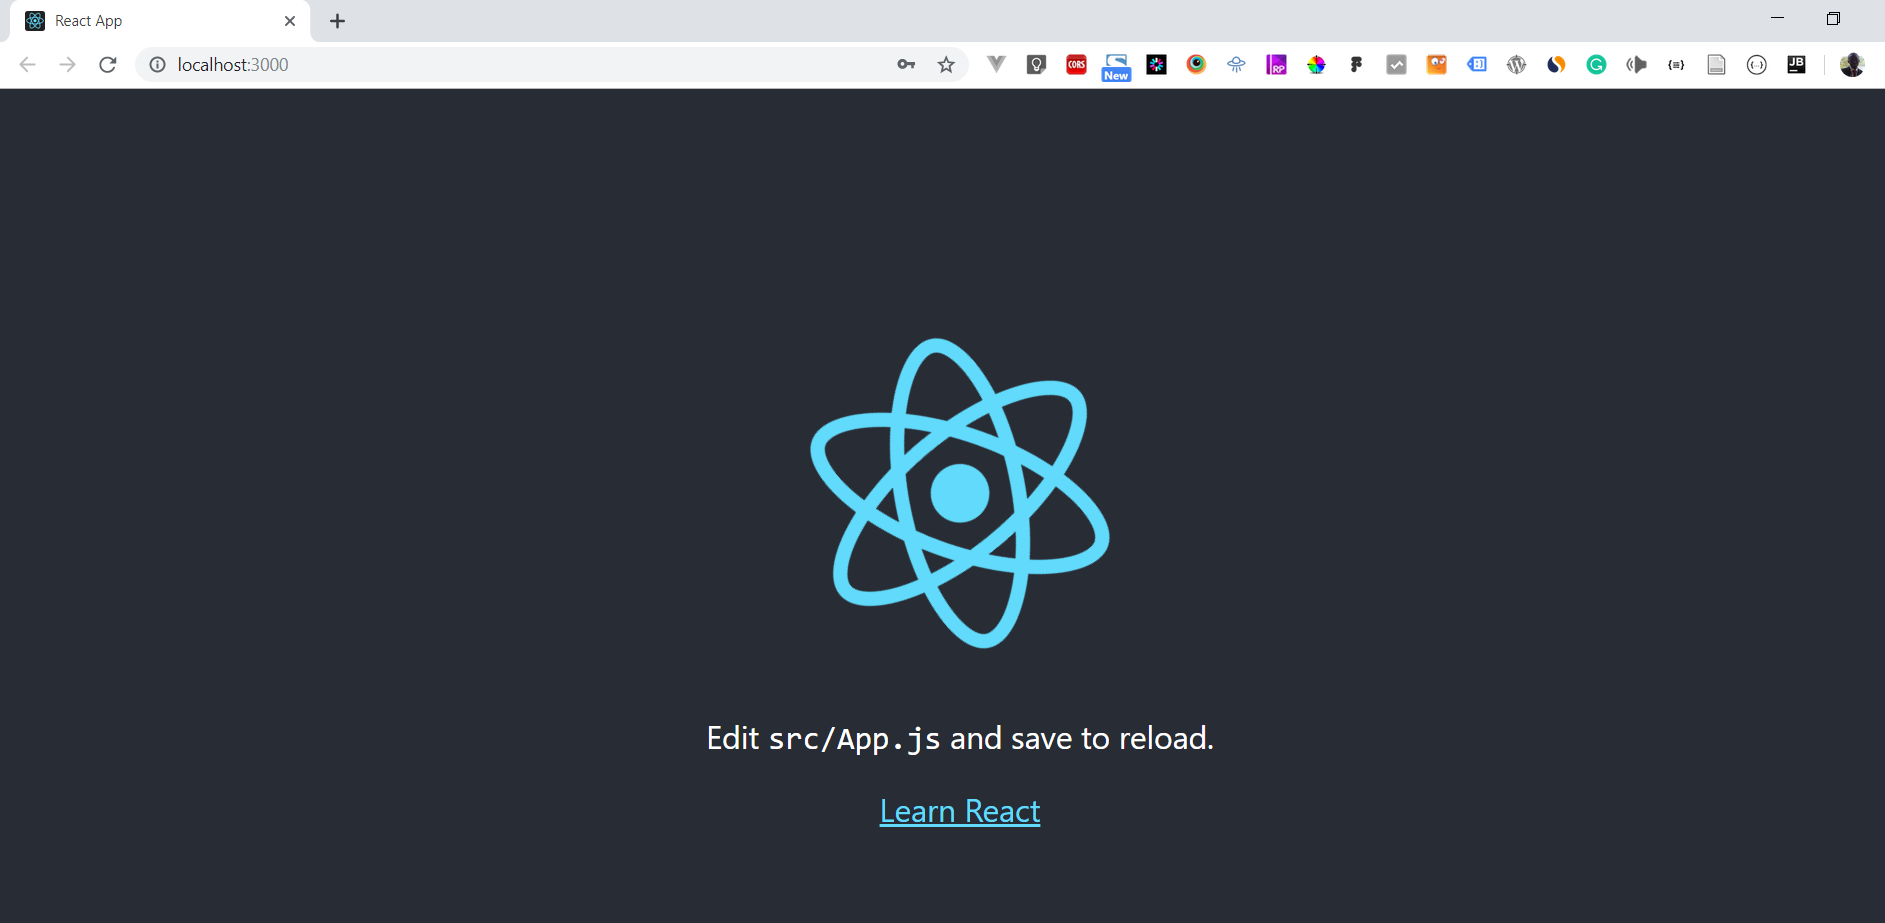 React App
localhost:3000
CORS
New
RP
JB
Edit src/App.js and save to reload.
Learn React